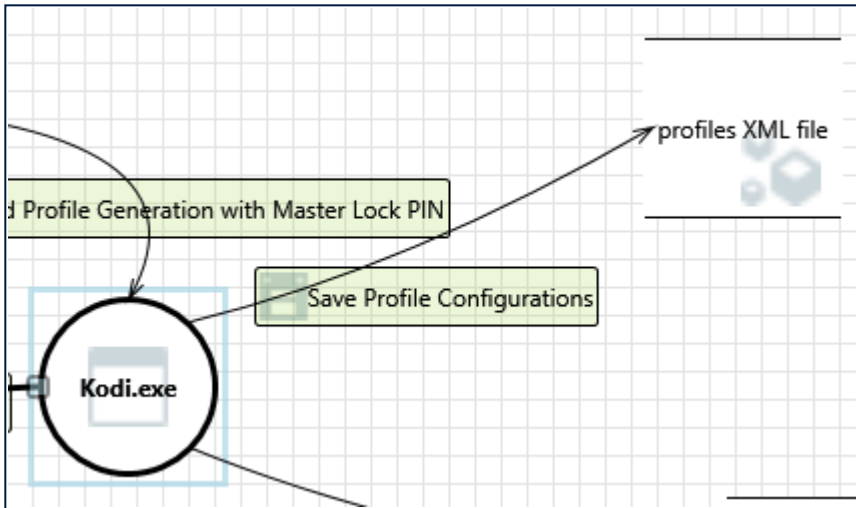 profiles XML file
d Profile Generation with Master Lock PIN
Save Profile Configurations
Kodi.exe